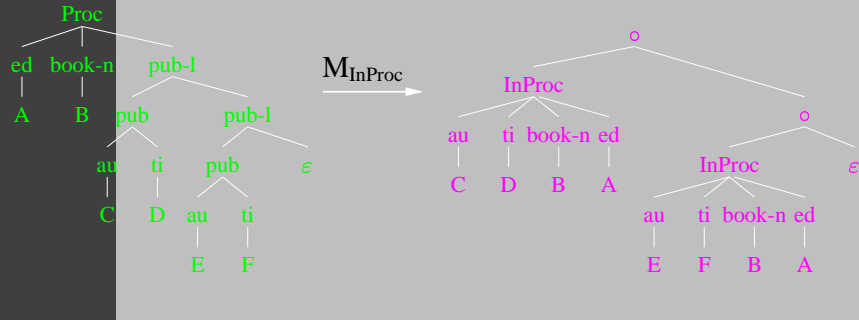 Proc
ed book-n pub-l
A B pub pub-l
au ti pub ε
C D au ti
E F
M_InProc
∘
InProc ∘
au ti book-n ed
C D B A
InProc ε
au ti book-n ed
E F B A